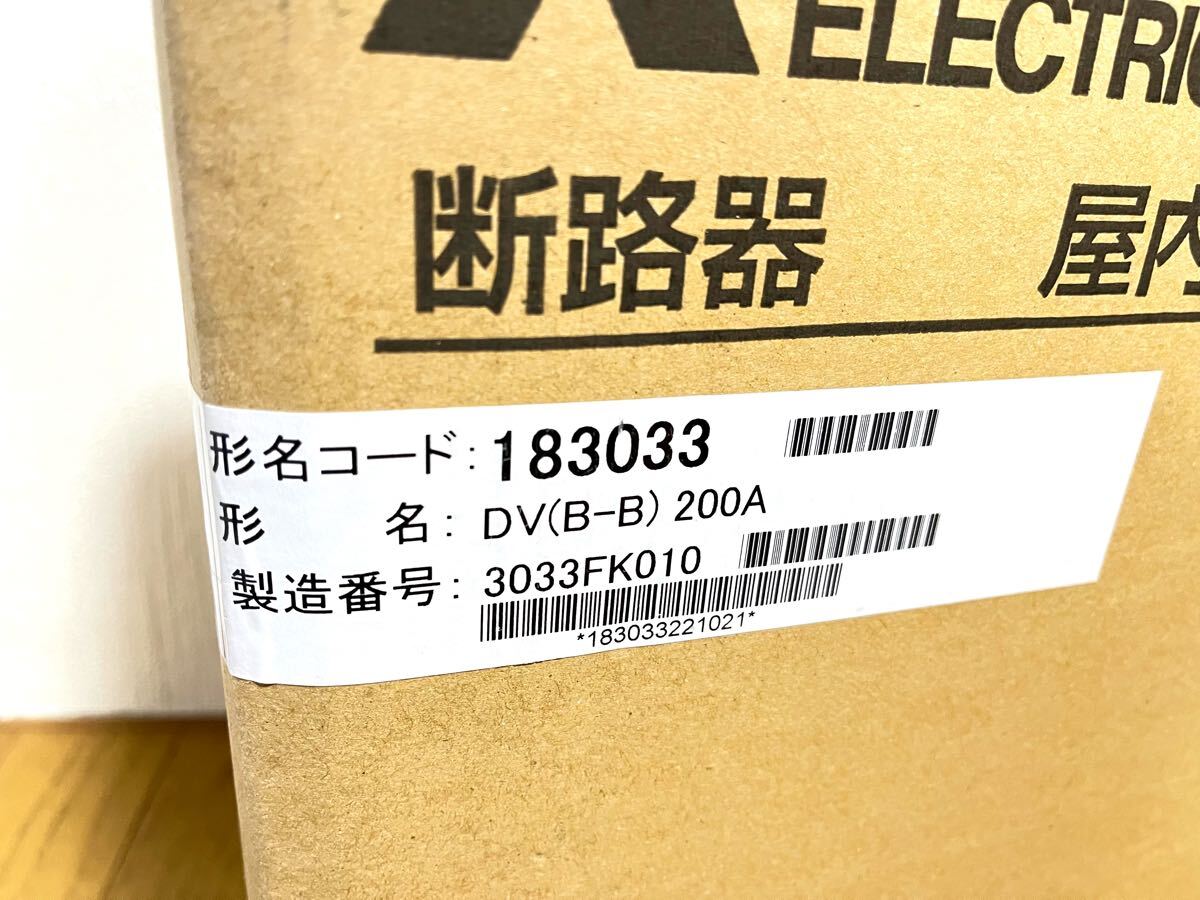 ELECTRIC
断路器 屋内
形名コード: 183033
形 名: DV(B-B) 200A
製造番号: 3033FK010
*183033221021*